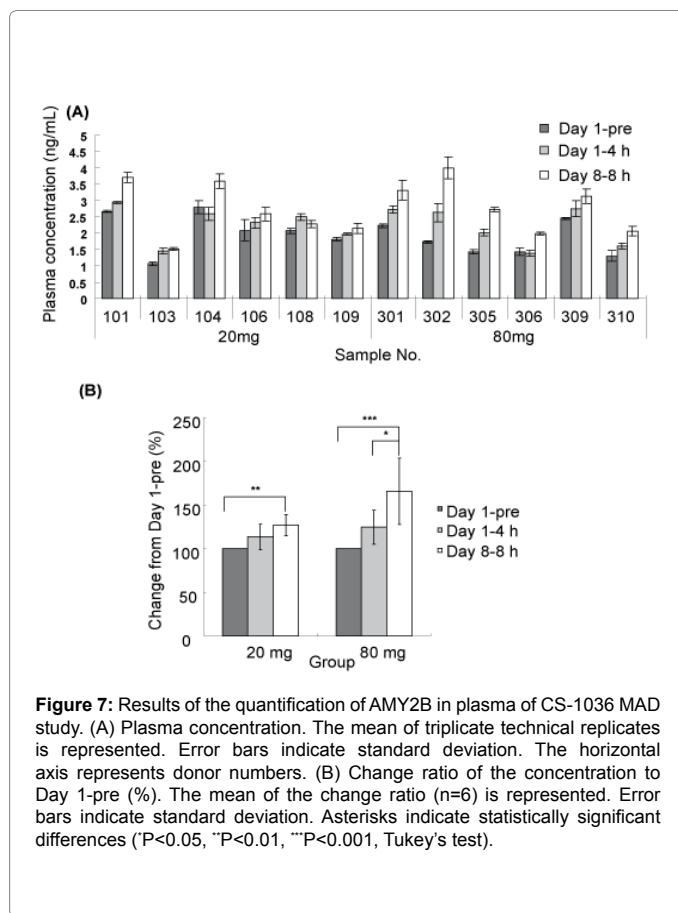 (A)
Plasma concentration (ng/mL)
5
4.5
4
3.5
3
2.5
2
1.5
1
0.5
0
Day 1-pre
Day 1-4 h
Day 8-8 h
101 103 104 106 108 109 301 302 305 306 309 310
20mg 80mg
Sample No.
(B)
Change from Day 1-pre (%)
250
200
150
100
50
0
**
***
*
Day 1-pre
Day 1-4 h
Day 8-8 h
20 mg 80 mg
Group
Figure 7: Results of the quantification of AMY2B in plasma of CS-1036 MAD
study. (A) Plasma concentration. The mean of triplicate technical replicates
is represented. Error bars indicate standard deviation. The horizontal
axis represents donor numbers. (B) Change ratio of the concentration to
Day 1-pre (%). The mean of the change ratio (n=6) is represented. Error
bars indicate standard deviation. Asterisks indicate statistically significant
differences (*P<0.05, **P<0.01, ***P<0.001, Tukey's test).